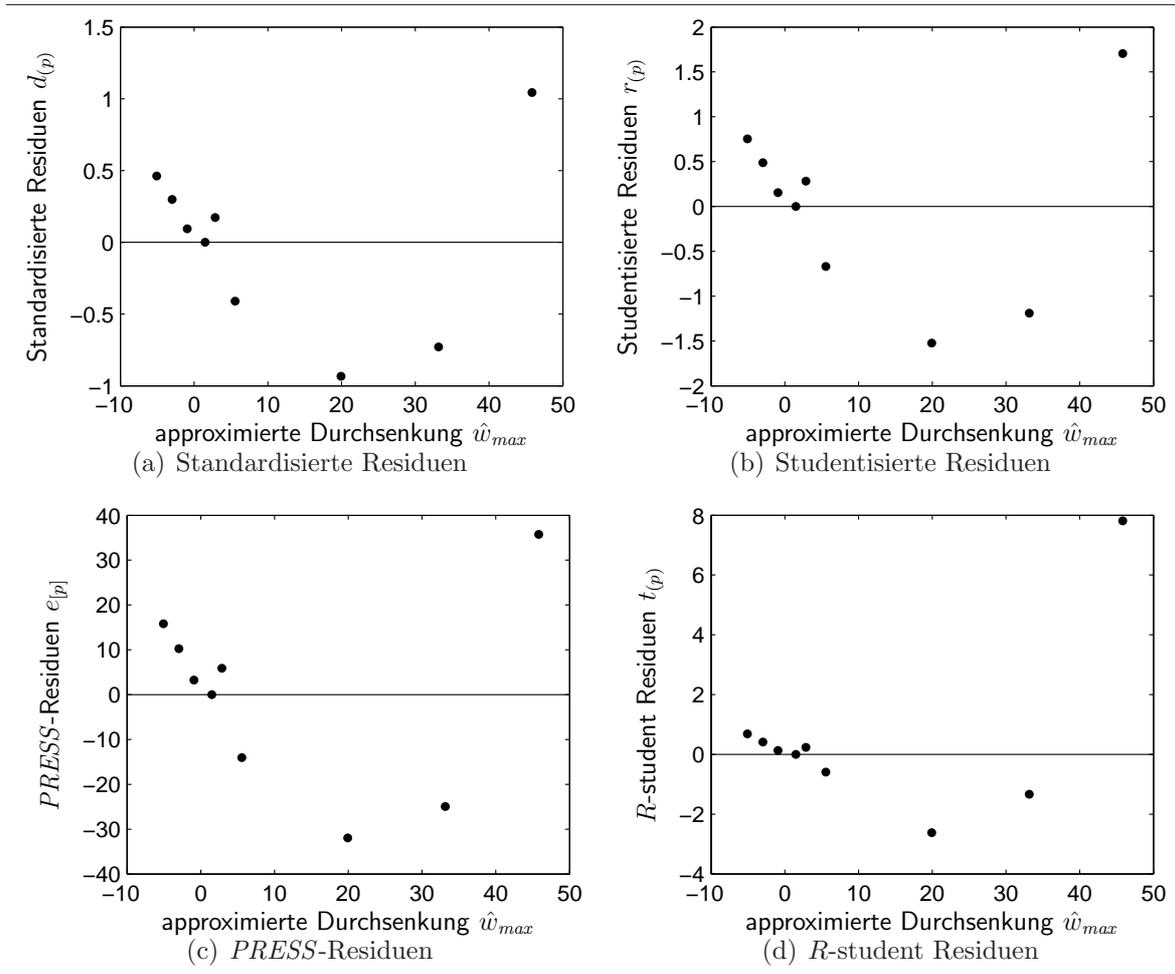 1.5
1
0.5
0
−0.5
−1
−10 0 10 20 30 40 50
Standardisierte Residuen d(p)
approximierte Durchsenkung ŵmax
(a) Standardisierte Residuen
2
1.5
1
0.5
0
−0.5
−1
−1.5
−2
−10 0 10 20 30 40 50
Studentisierte Residuen r(p)
approximierte Durchsenkung ŵmax
(b) Studentisierte Residuen
40
30
20
10
0
−10
−20
−30
−40
−10 0 10 20 30 40 50
PRESS-Residuen e[p]
approximierte Durchsenkung ŵmax
(c) PRESS-Residuen
8
6
4
2
0
−2
−4
−10 0 10 20 30 40 50
R-student Residuen t(p)
approximierte Durchsenkung ŵmax
(d) R-student Residuen